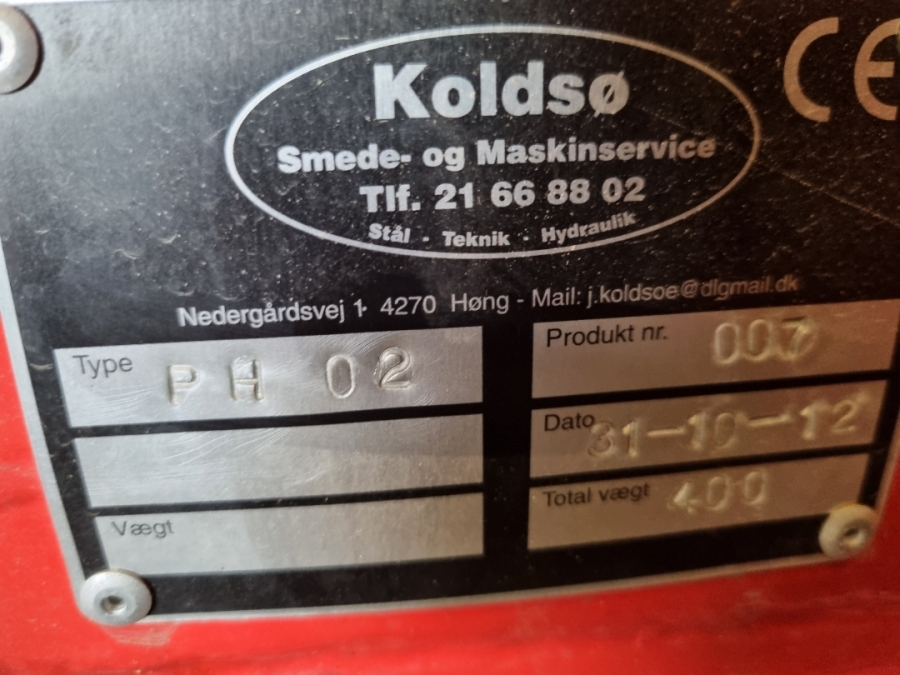 CE
Koldsø
Smede- og Maskinservice
Tlf. 21 66 88 02
Stål - Teknik - Hydraulik
Nedergårdsvej 1 4270 Høng - Mail: j.koldsoe@dlgmail.dk
Type PH 02
Produkt nr. 007
Dato 31-10-12
Vægt
Total vægt 400